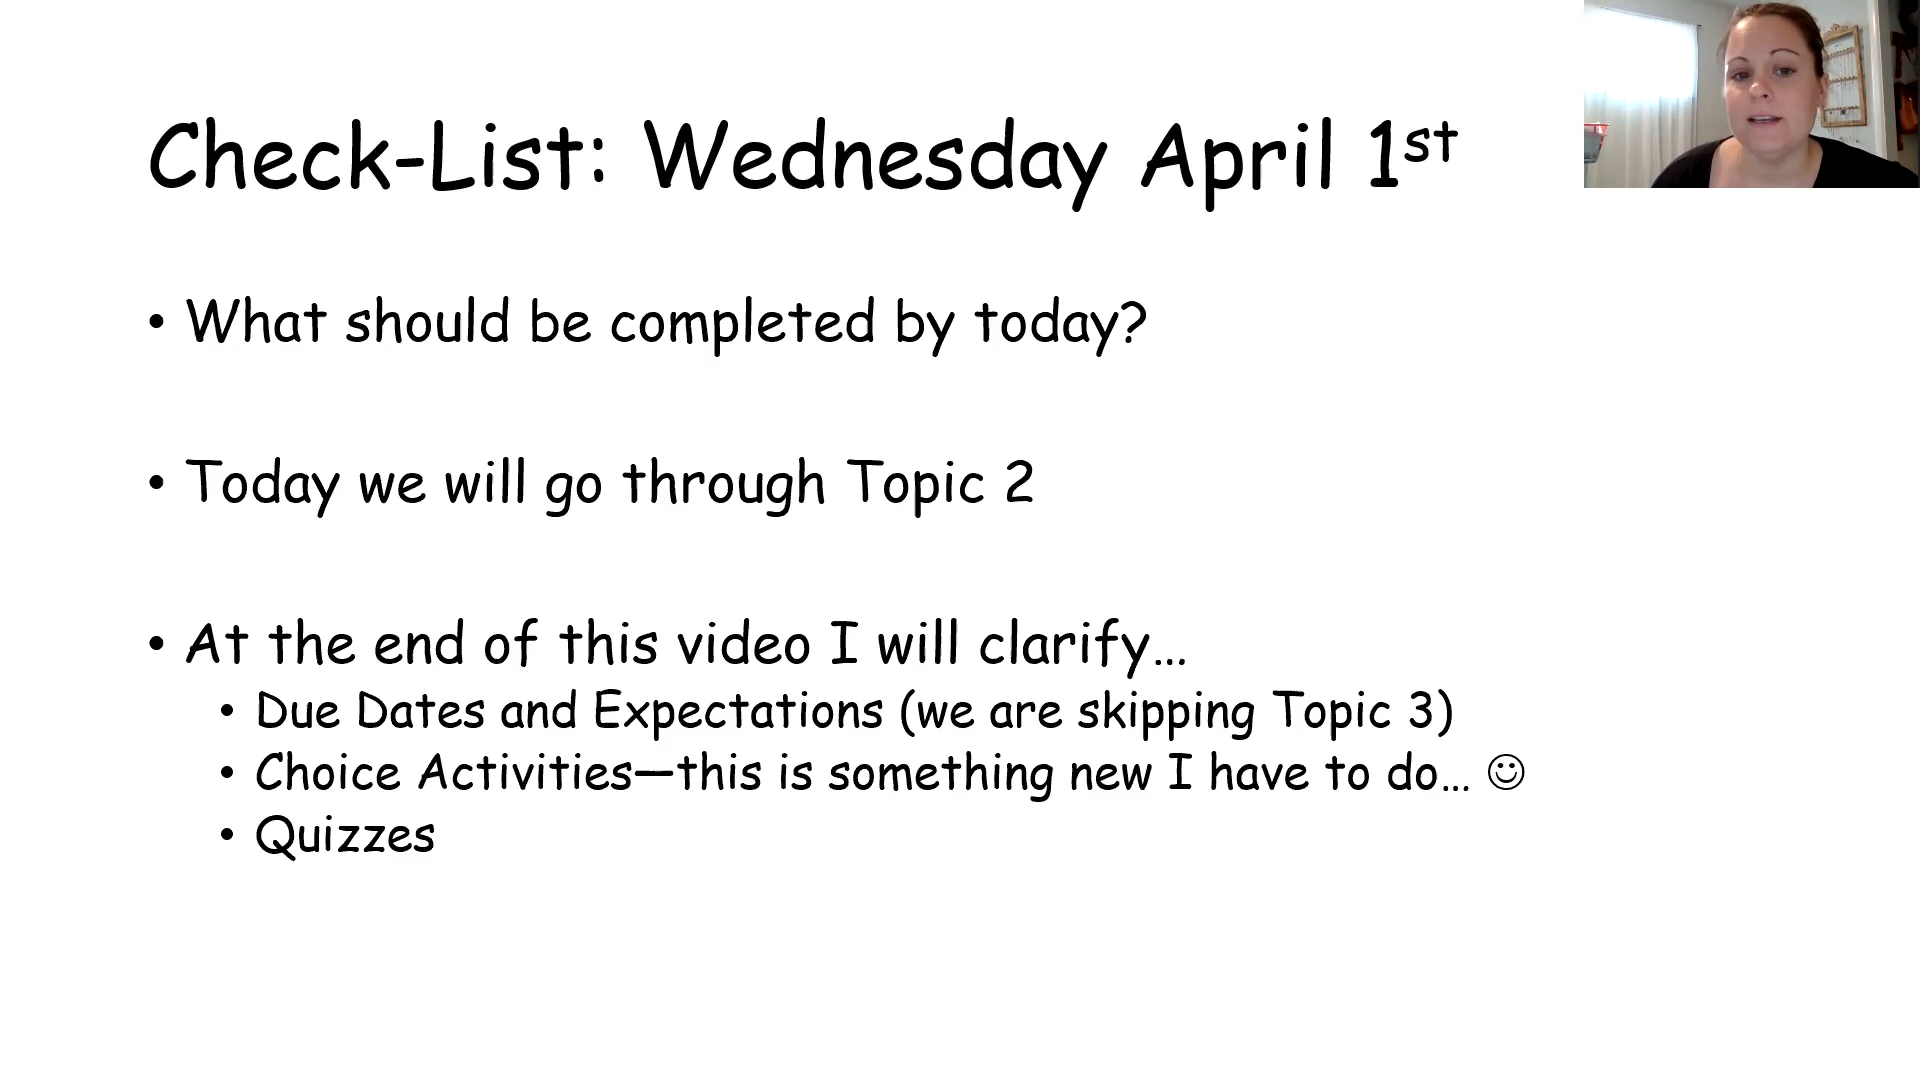 Check-List: Wednesday April 1st
• What should be completed by today?
• Today we will go through Topic 2
• At the end of this video I will clarify…
• Due Dates and Expectations (we are skipping Topic 3)
• Choice Activities—this is something new I have to do… ☺
• Quizzes